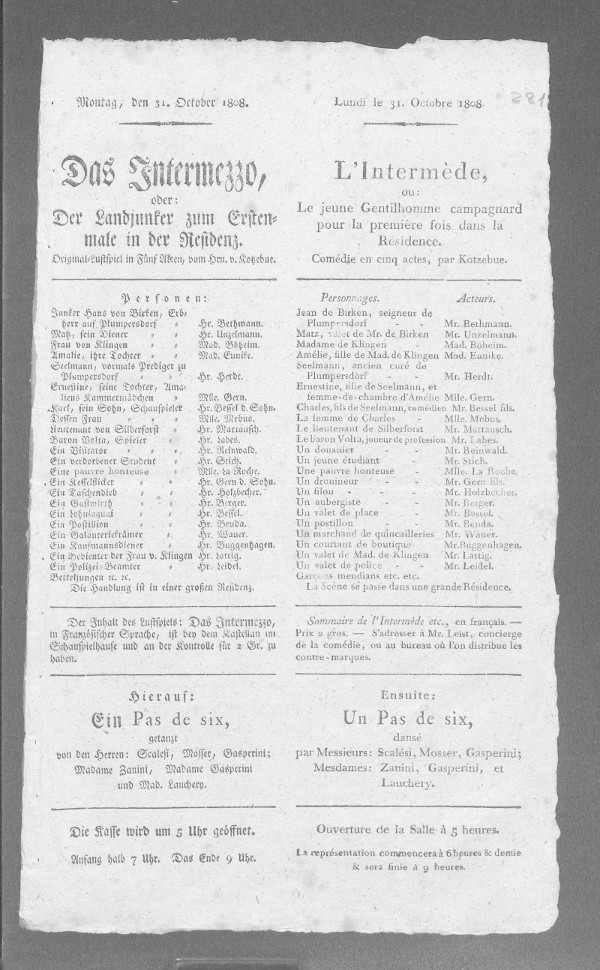 281
Montag, den 31. October 1808.
Das Intermezzo,
oder:
Der Landjunker zum Ersten-
male in der Residenz.
Original-Lustspiel in Fünf Akten, vom Hrn. v. Kotzebue.
Personen:
Junker Hans von Birken, Erb-
herr auf Plumpersdorf - - Hr. Bethmann.
Matz, sein Diener - - Hr. Unzelmann.
Frau von Klingen - - Mad. Böheim.
Amalie, ihre Tochter - - Mad. Eunike.
Seelmann, vormals Prediger zu
Plumpersdorf - - Hr. Herdt.
Ernestine, seine Tochter, Ama-
liens Kammermädchen - Mlle. Gern.
Karl, sein Sohn, Schauspieler Hr. Bessel d. Sohn.
Dessen Frau - - Mlle. Mebus.
Lieutenant von Silberforst - Hr. Mattausch.
Baron Volta, Spieler - Hr. Labes.
Ein Visitator - - Hr. Reinwald.
Ein verdorbener Student - Hr. Stich.
Eine pauvre honteuse - Mlle. la Roche.
Ein Kesselflicker - - Hr. Gern d. Sohn.
Ein Taschendieb - - Hr. Holzbecher.
Ein Gastwirth - - Hr. Berger.
Ein Lohnlaquai - - Hr. Bessel.
Ein Postillion - - Hr. Benda.
Ein Galanteriekrämer - Hr. Wauer.
Ein Kaufmannsdiener - Hr. Buggenhagen.
Ein Bedienter der Frau v. Klingen Hr. Lattig.
Ein Polizei-Beamter - Hr. Leidel.
Betteljungen ec. ec.
Die Handlung ist in einer großen Residenz.
Der Inhalt des Lustspiels: Das Intermezzo,
in Französischer Sprache, ist bey dem Kastellan im
Schauspielhause und an der Kontrolle für 2 Gr. zu
haben.
Hierauf:
Ein Pas de six,
getanzt
von den Herren: Scalesi, Mosser, Gasperini;
Madame Zanini, Madame Gasperini
und Mad. Lauchery.
Die Kasse wird um 5 Uhr geöffnet.
Anfang halb 7 Uhr. Das Ende 9 Uhr.
Lundi le 31. Octobre 1808.
L'Intermède,
ou:
Le jeune Gentilhomme campagnard
pour la première fois dans la
Résidence.
Comédie en cinq actes, par Kotzebue.
Personnages. Acteurs.
Jean de Birken, seigneur de
Plumpersdorf - - Mr. Bethmann.
Matz, valet de Mr. de Birken Mr. Unzelmann.
Madame de Klingen - Mad. Böheim.
Amélie, fille de Mad. de Klingen Mad. Eunike.
Seelmann, ancien curé de
Plumpersdörf - - Mr. Herdt.
Ernestine, fille de Seelmann, et
femme-de-chambre d'Amélie Mlle. Gern.
Charles, fils de Seelmann, comédien Mr. Bessel fils.
La femme de Charles - Mlle. Mebus.
Le lieutenant de Silberforst Mr. Mattausch.
Le baron Volta, joueur de profession Mr. Labes.
Un douanier - - Mr. Reinwald.
Un jeune étudiant - Mr. Stich.
Une pauvre honteuse - Mlle. La Roche.
Un drouineur - - Mr. Gern fils.
Un filou - - - Mr. Holzbecher.
Un aubergiste - - Mr. Berger.
Un valet de place - Mr. Bessel.
Un postillon - - Mr. Benda.
Un marchand de quincailleries Mr. Wauer.
Un courtant de boutique Mr. Buggenhagen.
Un valet de Mad. de Klingen Mr. Lattig.
Un valet de police - - Mr. Leidel.
Garçons mendians etc. etc.
La Scène se passe dans une grande Résidence.
Sommaire de l'Intermède etc., en français. —
Prix 2 gros. — S'adresser à Mr. Leist, concierge
de la comédie, ou au bureau où l'on distribue les
contre-marques.
Ensuite:
Un Pas de six,
dansé
par Messieurs: Scalési, Mosser, Gasperini;
Mesdames: Zanini, Gasperini, et
Lauchery.
Ouverture de la Salle à 5 heures.
La représentation commencera à 6 heures & demie
& sera finie à 9 heures.